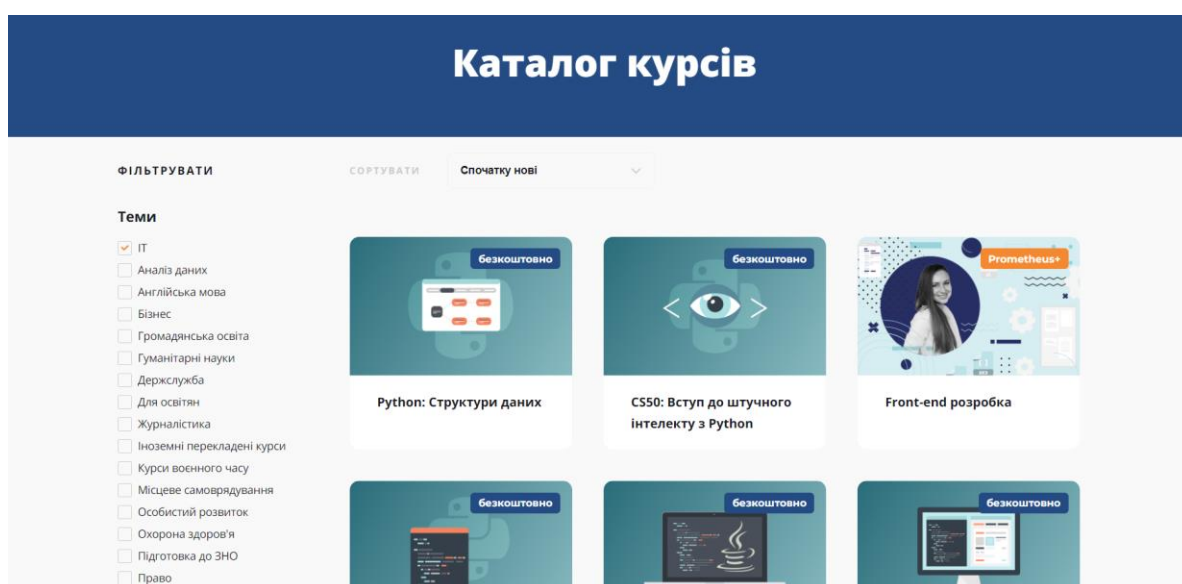 Каталог курсів
ФІЛЬТРУВАТИ
СОРТУВАТИ
Спочатку нові
Теми
ІТ
Аналіз даних
Англійська мова
Бізнес
Громадянська освіта
Гуманітарні науки
Держслужба
Для освітян
Журналістика
Іноземні перекладені курси
Курси воєнного часу
Місцеве самоврядування
Особистий розвиток
Охорона здоров'я
Підготовка до ЗНО
Право
безкоштовно
Python: Структури даних
безкоштовно
CS50: Вступ до штучного
інтелекту з Python
Prometheus+
Front-end розробка
безкоштовно
безкоштовно
безкоштовно